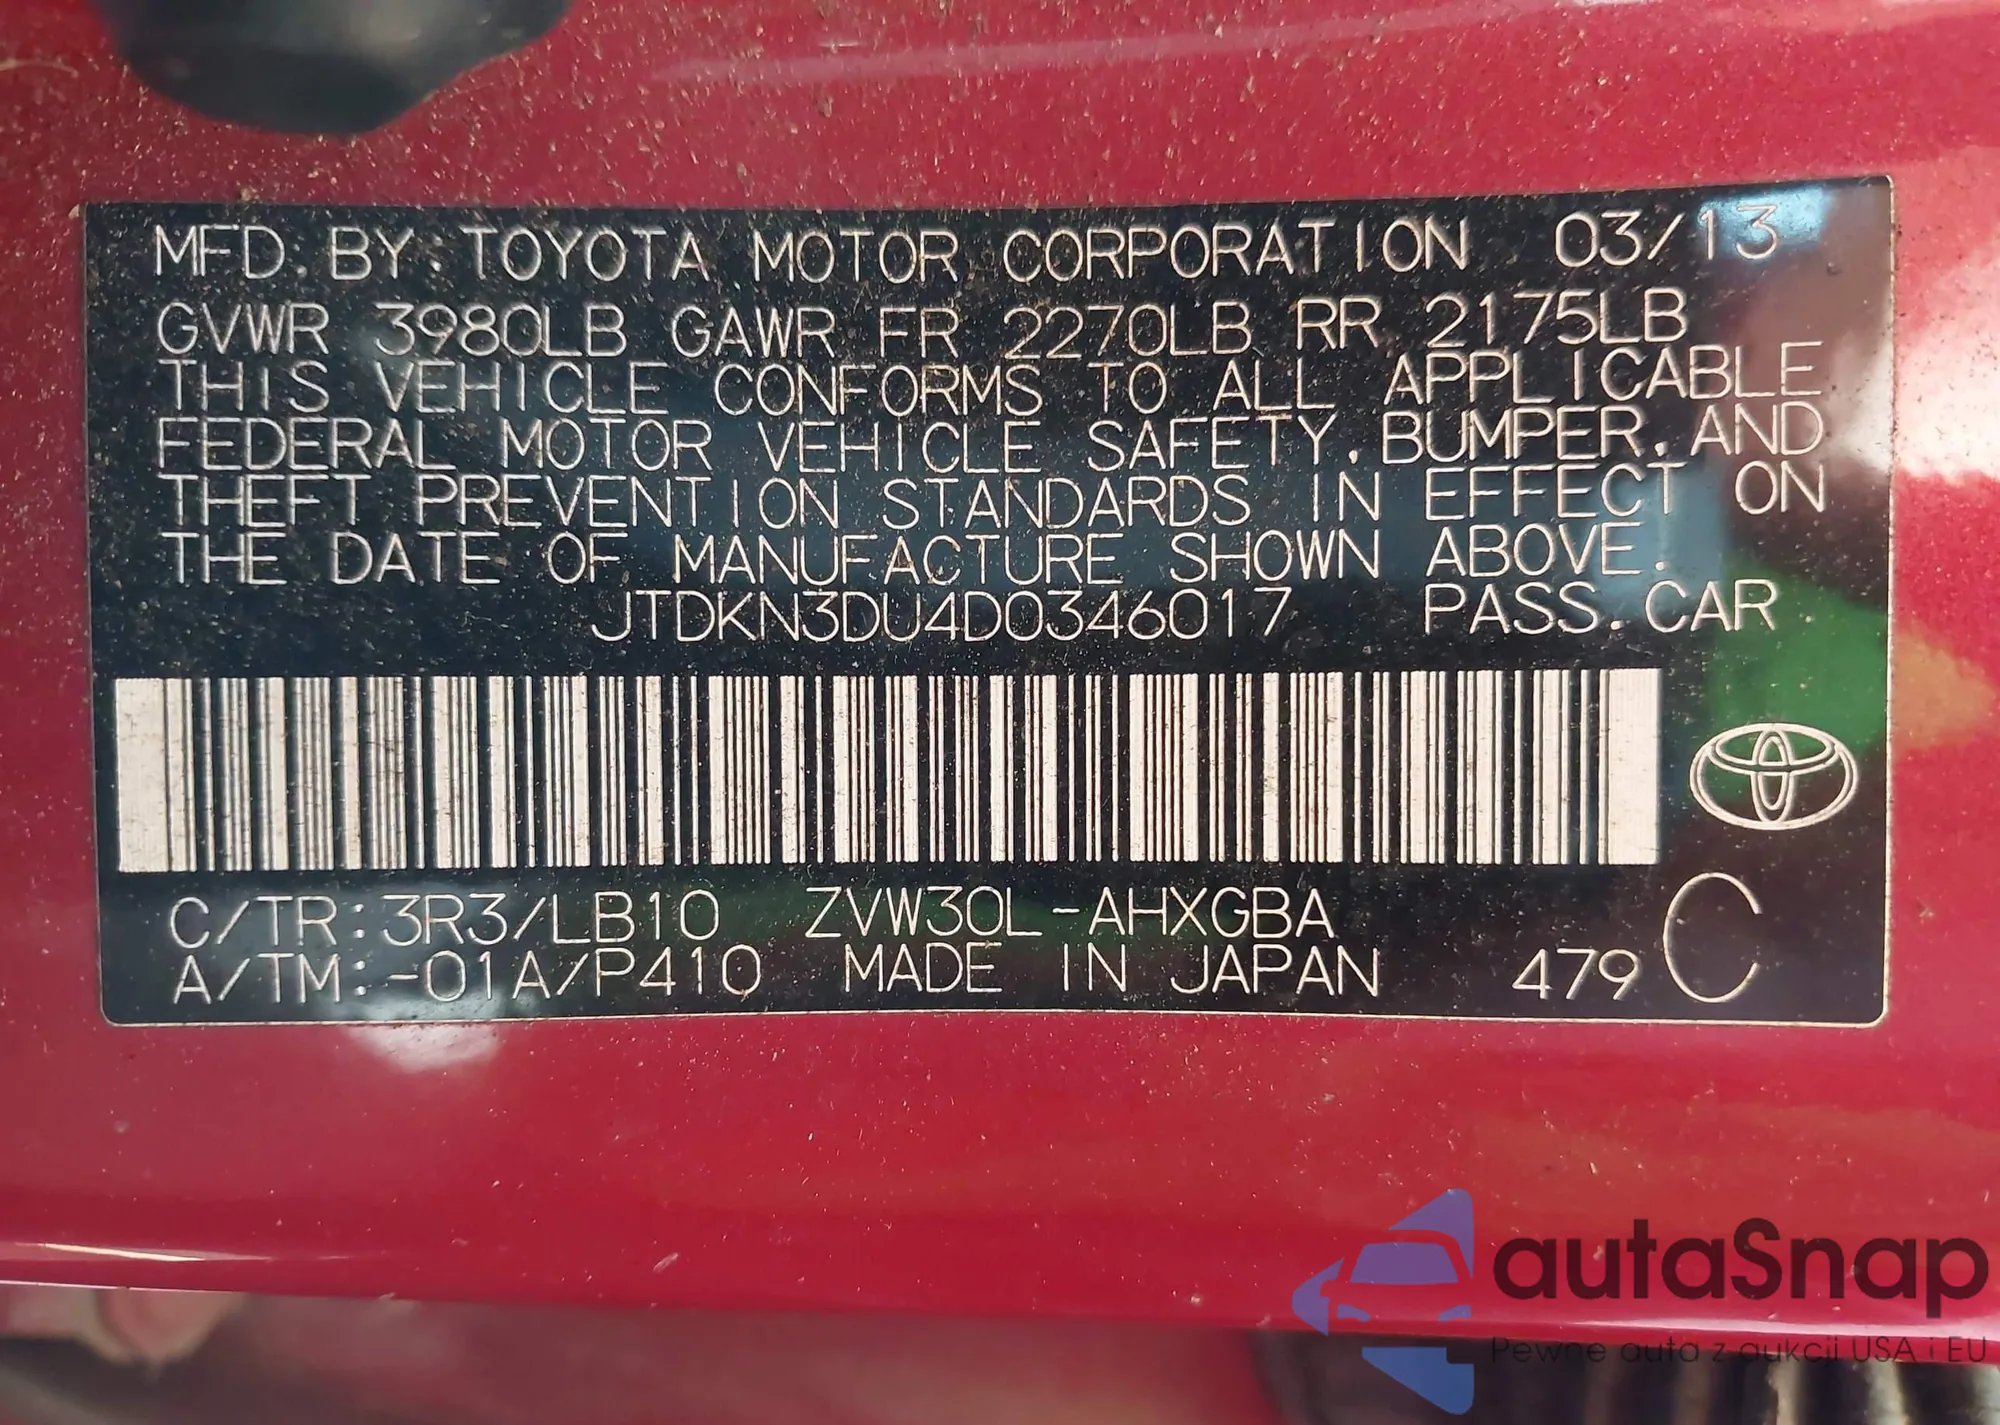 MFD. BY TOYOTA MOTOR CORPORATION 03/13
GVWR 3980LB GAWR FR 2270LB RR 2175LB
THIS VEHICLE CONFORMS TO ALL APPLICABLE
FEDERAL MOTOR VEHICLE SAFETY, BUMPER, AND
THEFT PREVENTION STANDARDS IN EFFECT ON
THE DATE OF MANUFACTURE SHOWN ABOVE.
JTDKN3DU4D0346017 PASS. CAR
C/TR:3R3/LB10 ZVW30L-AHXGBA
A/TM:-01A/P410 MADE IN JAPAN 479 C
autaSnap
Pewne auta z aukcji USA i EU